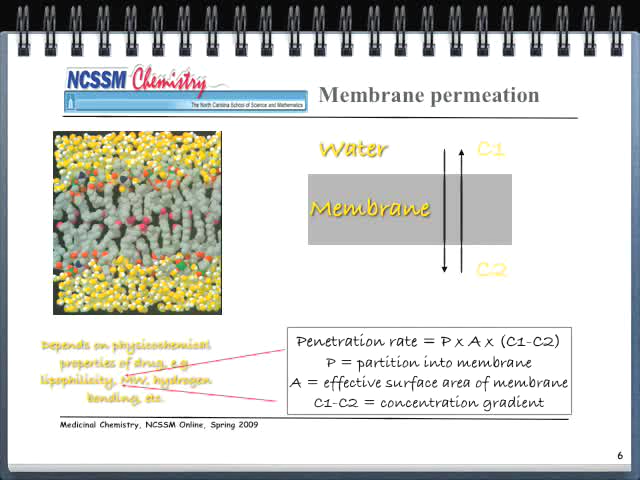 NCSSM Chemistry
The North Carolina School of Science and Mathematics
Membrane permeation
Water
C1
Membrane
C2
Depends on physicochemical
properties of drug, e.g.
lipophilicity, MW, hydrogen
bonding, etc.
Penetration rate = P x A x (C1-C2)
P = partition into membrane
A = effective surface area of membrane
C1-C2 = concentration gradient
Medicinal Chemistry, NCSSM Online, Spring 2009
6